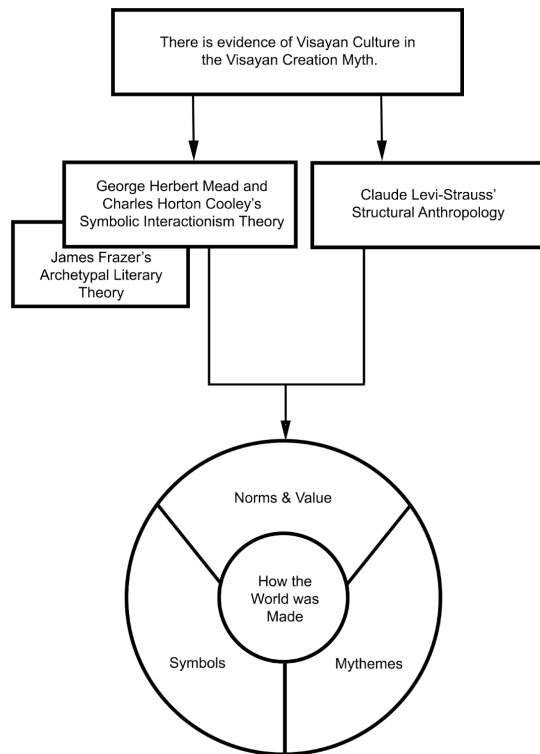 There is evidence of Visayan Culture in
the Visayan Creation Myth.
George Herbert Mead and
Charles Horton Cooley's
Symbolic Interactionism Theory
Claude Levi-Strauss'
Structural Anthropology
James Frazer's
Archetypal Literary
Theory
Norms & Value
How the
World was
Made
Symbols
Mythemes